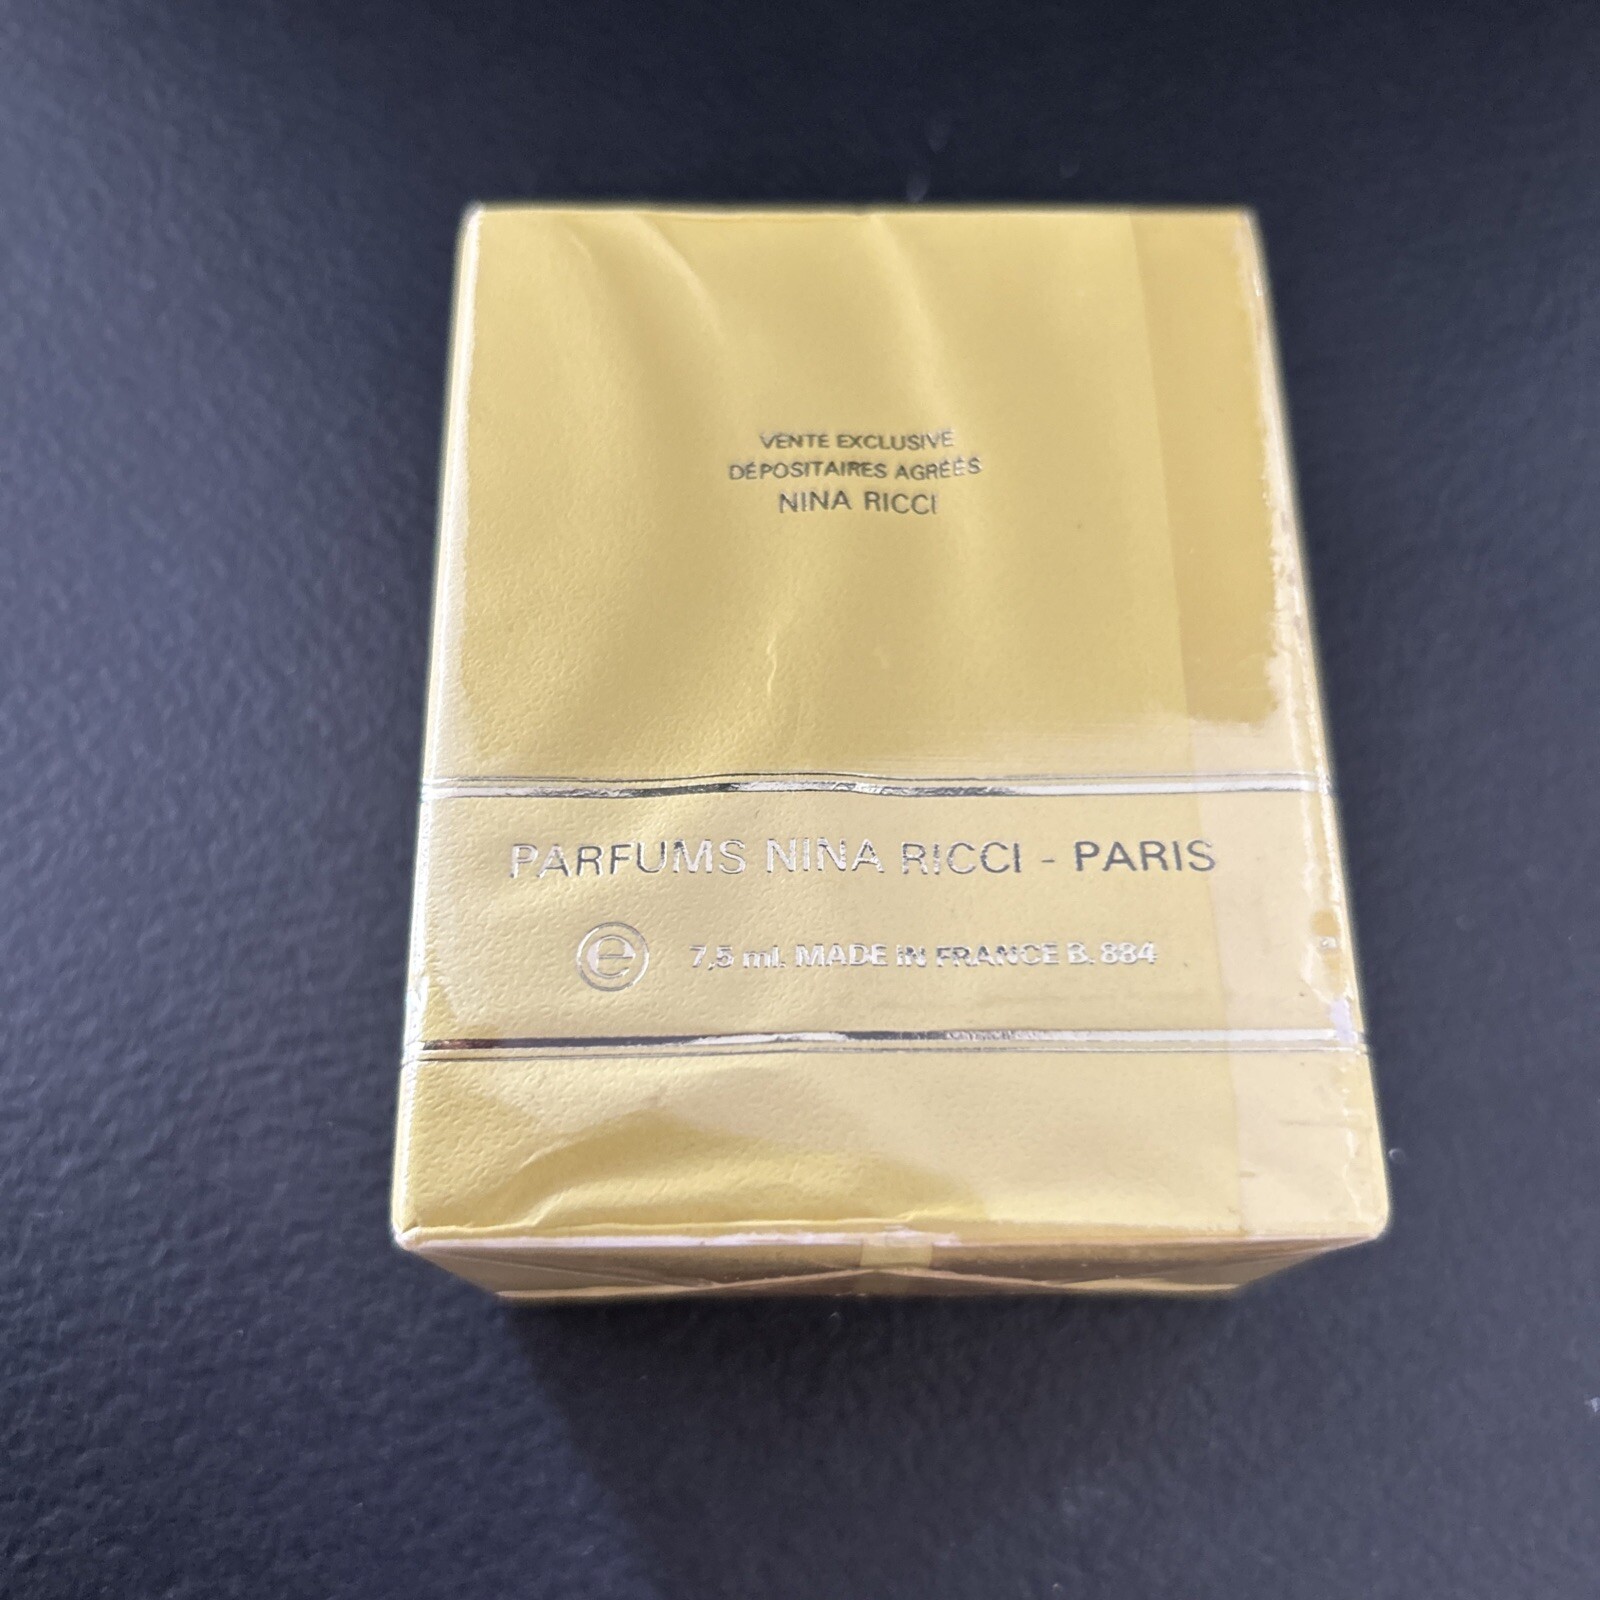 VENTE EXCLUSIVE
DÉPOSITAIRES AGRÉÉS
NINA RICCI
PARFUMS NINA RICCI - PARIS
e 7,5 ml. MADE IN FRANCE B. 884